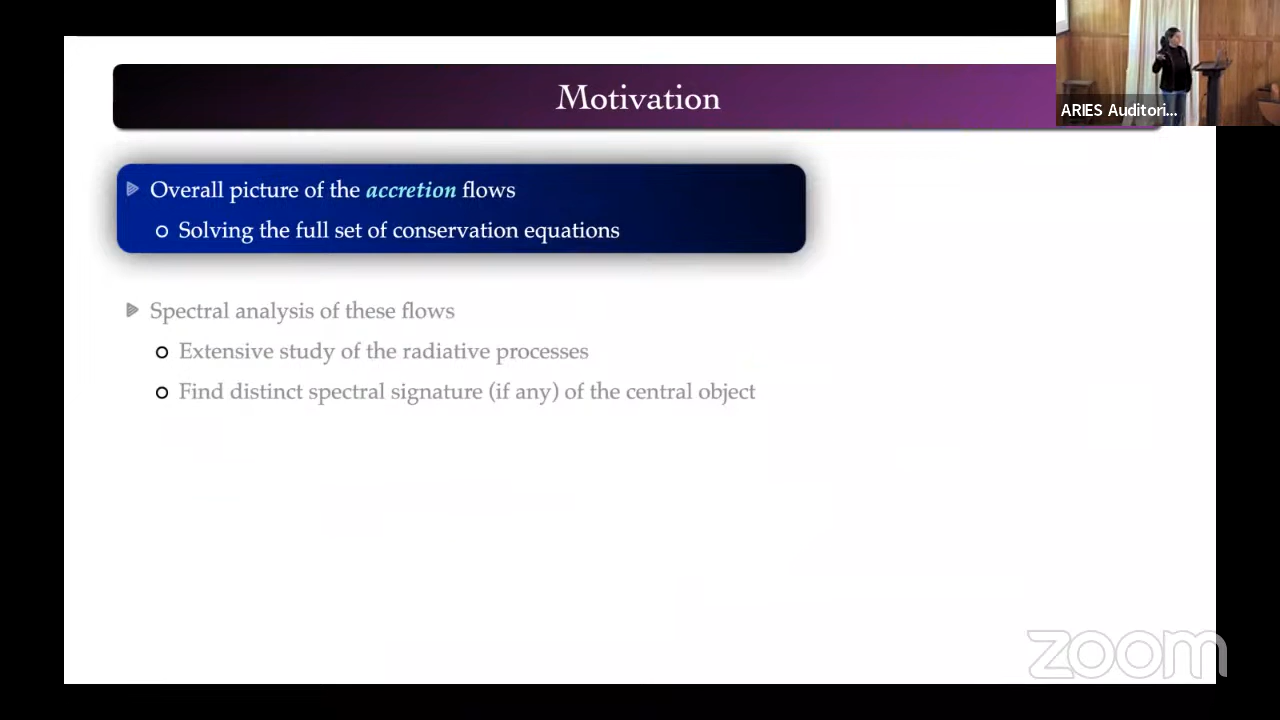 Motivation
ARIES Auditori...
Overall picture of the accretion flows
Solving the full set of conservation equations
Spectral analysis of these flows
Extensive study of the radiative processes
Find distinct spectral signature (if any) of the central object
zoom